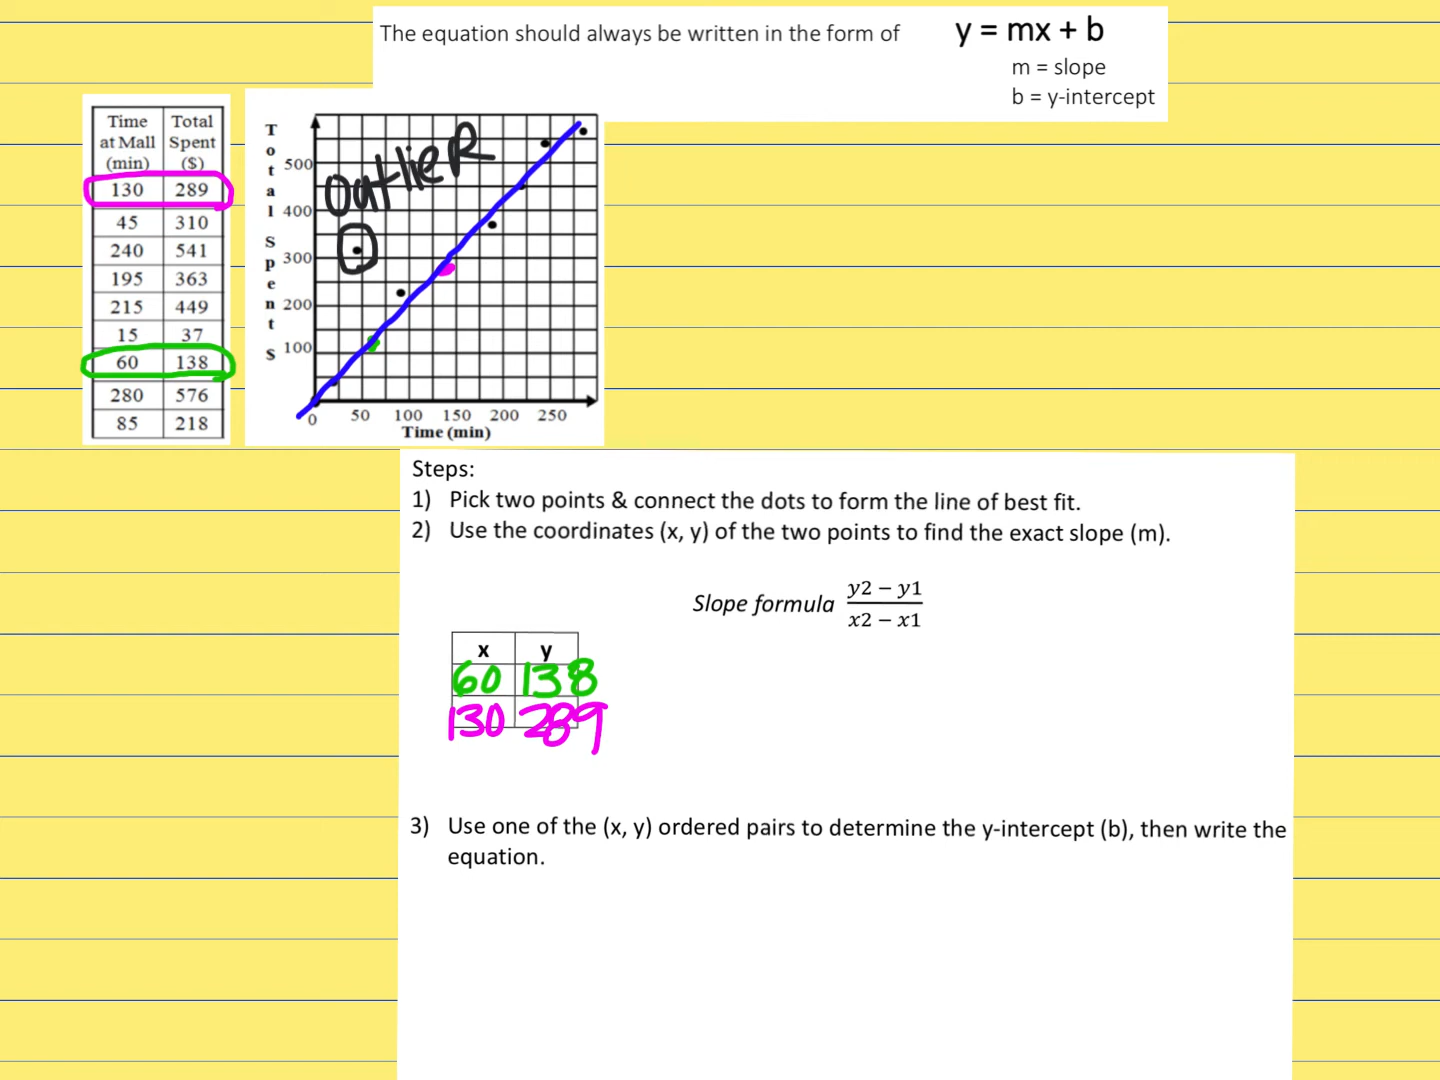 The equation should always be written in the form of y = mx + b
m = slope
b = y-intercept
Time at Mall (min) Total Spent ($)
130 289
45 310
240 541
195 363
215 449
15 37
60 138
280 576
85 218
Total Spent $
500
400
300
200
100
0 50 100 150 200 250
Time (min)
OutlieR
Steps:
1) Pick two points & connect the dots to form the line of best fit.
2) Use the coordinates (x, y) of the two points to find the exact slope (m).
Slope formula y2 − y1
x2 − x1
x y
60 138
130 289
3) Use one of the (x, y) ordered pairs to determine the y-intercept (b), then write the
equation.